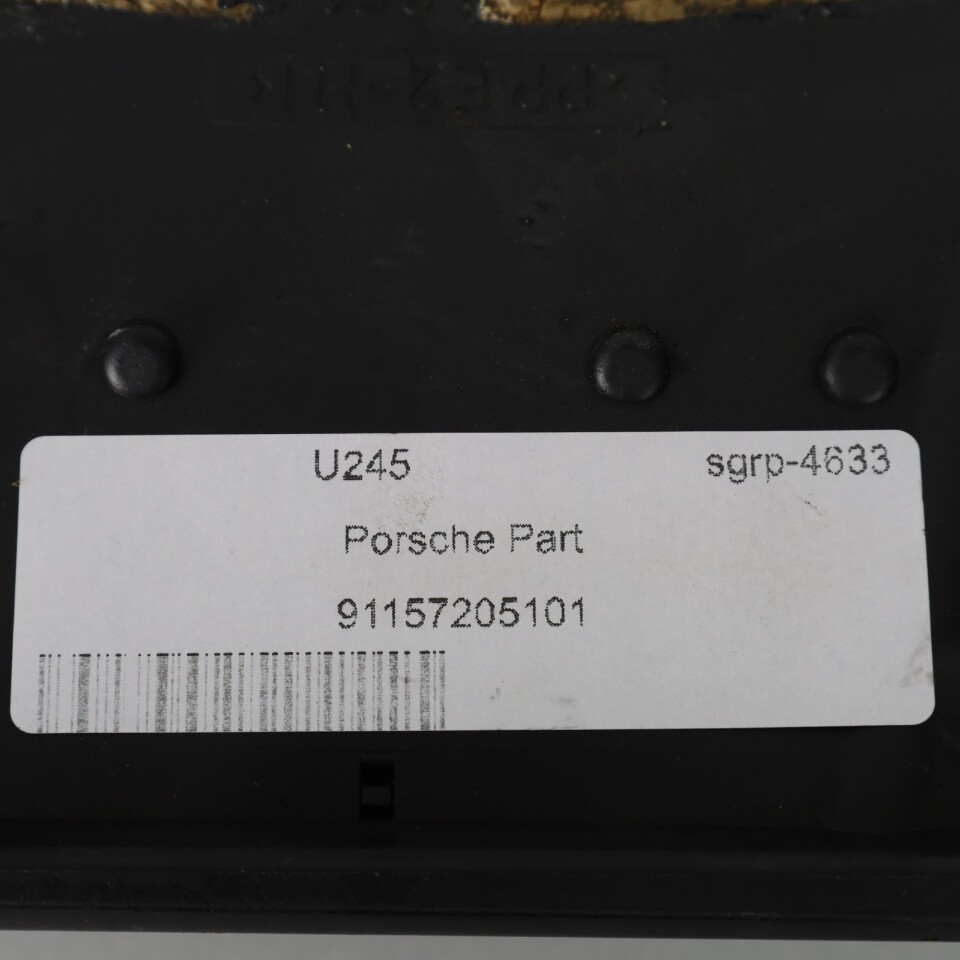 U245 sgrp-4633
Porsche Part
91157205101